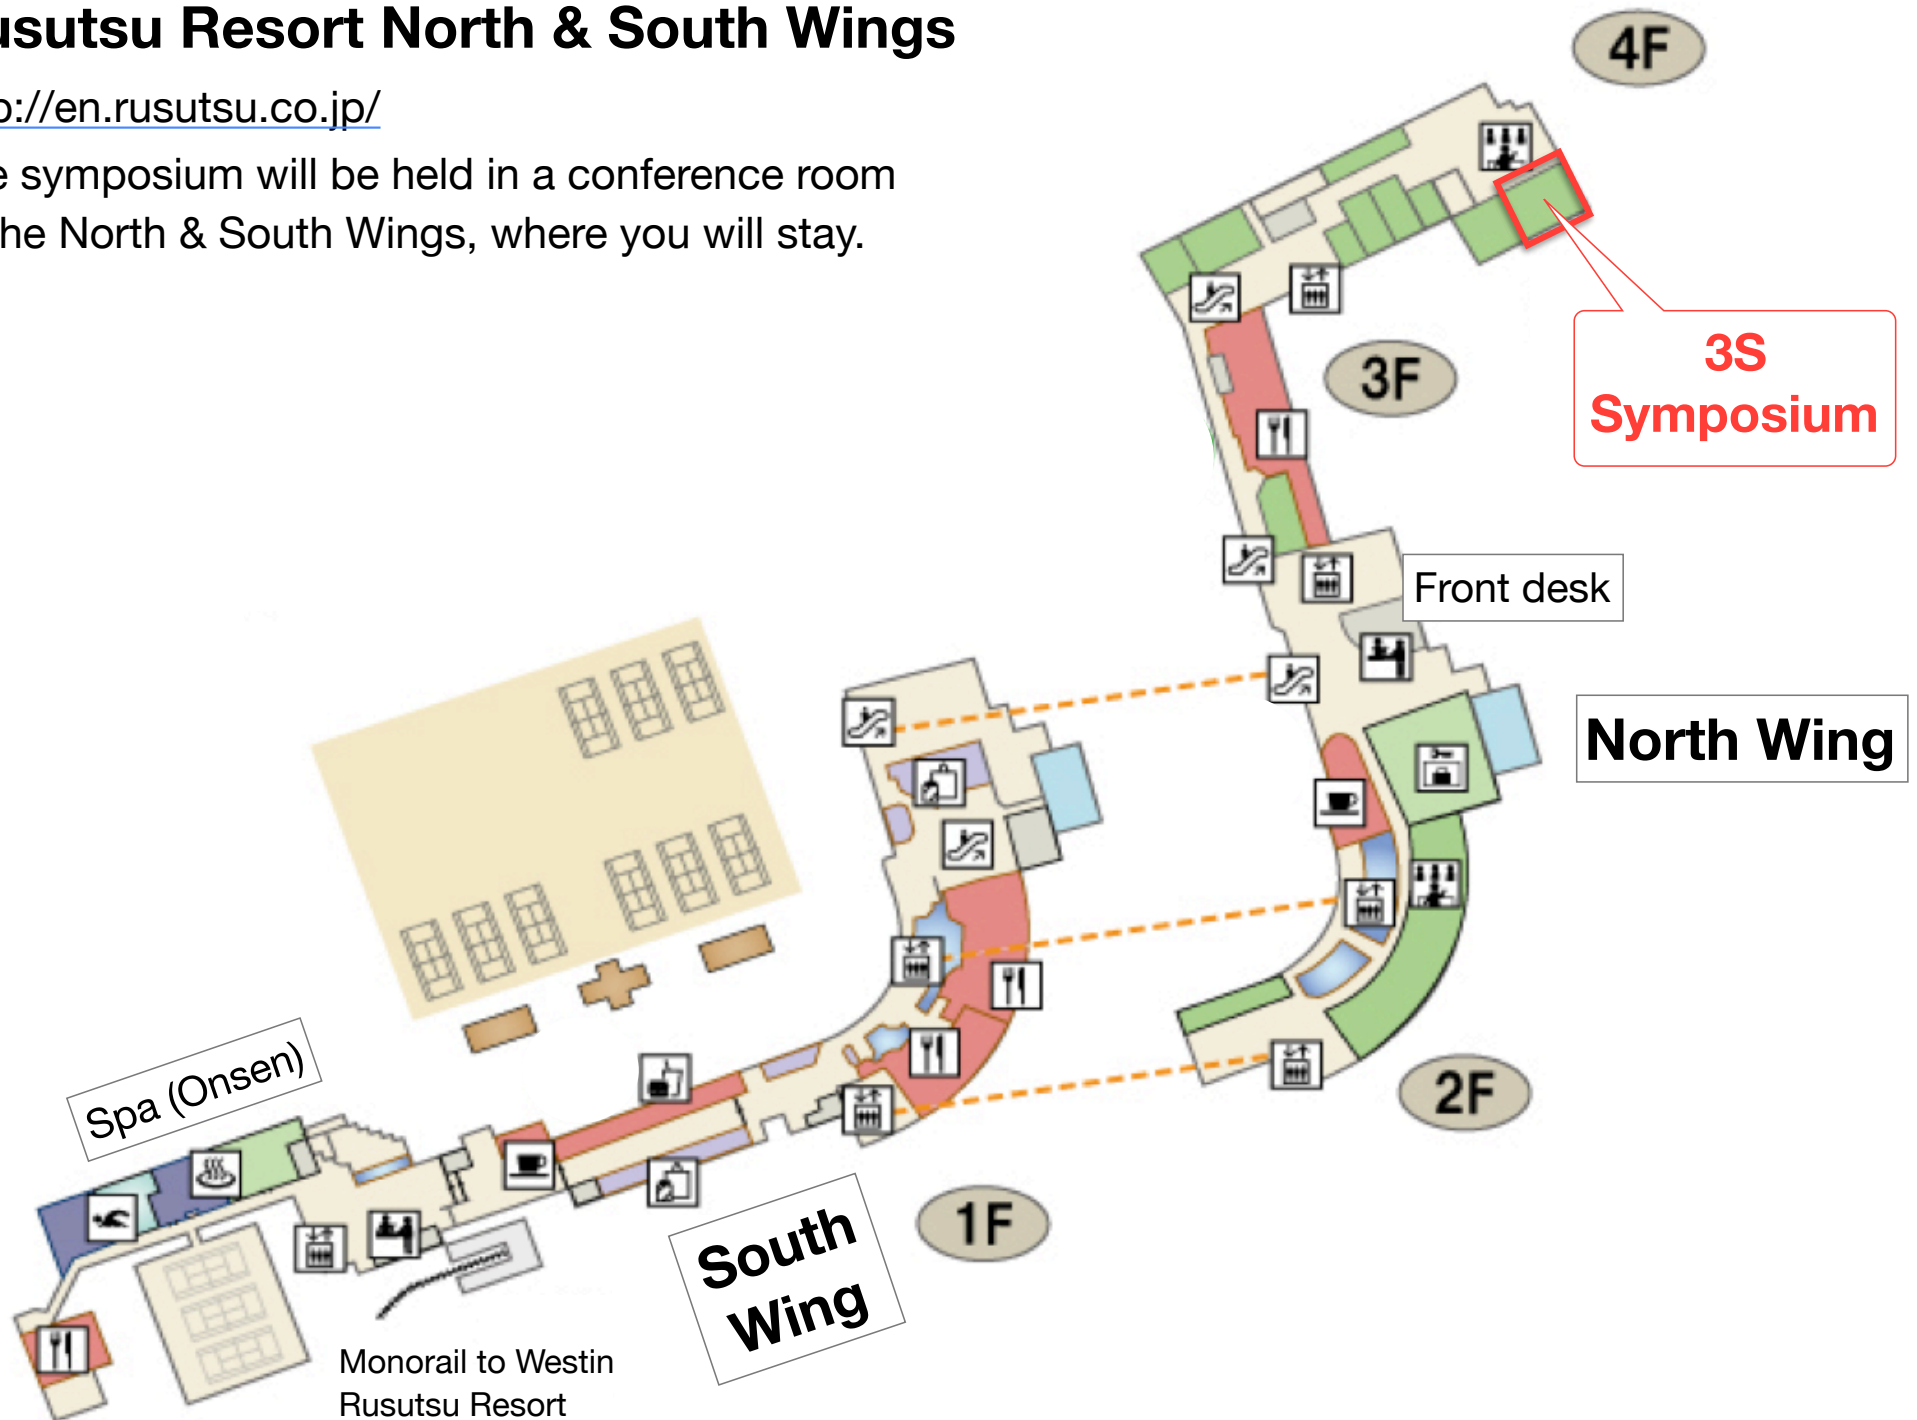 usutsu Resort North & South Wings
p://en.rusutsu.co.jp/
e symposium will be held in a conference room
he North & South Wings, where you will stay.
4F
3S
Symposium
3F
Front desk
North Wing
Spa (Onsen)
2F
1F
South
Wing
Monorail to Westin
Rusutsu Resort